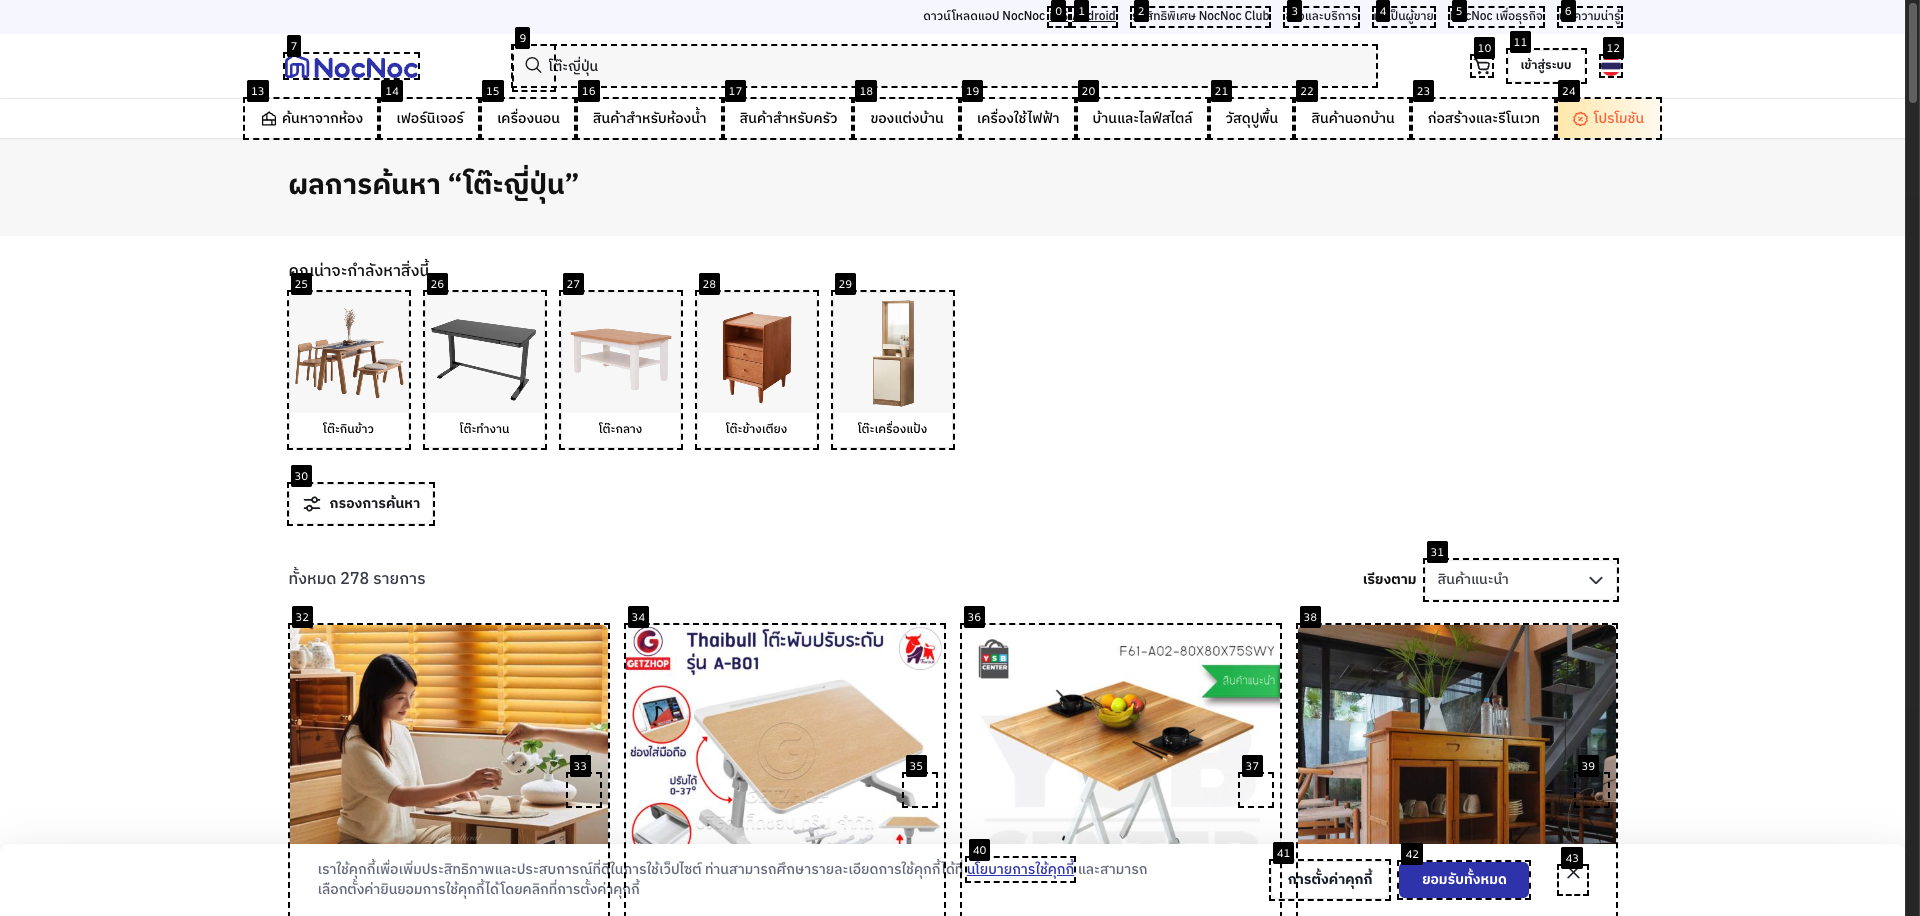 ดาวน์โหลดแอป NocNoc
Android
NocNoc Club
และบริการ
NocNoc เพื่อธุรกิจ
NocNoc
โต๊ะญี่ปุ่น
เข้าสู่ระบบ
ค้นหาจากห้อง
เฟอร์นิเจอร์
เครื่องนอน
สินค้าสำหรับห้องน้ำ
สินค้าสำหรับครัว
ของแต่งบ้าน
เครื่องใช้ไฟฟ้า
บ้านและไลฟ์สไตล์
วัสดุปูพื้น
สินค้านอกบ้าน
ก่อสร้างและรีโนเวท
โปรโมชัน
0
1
2
3
4
5
6
7
9
10
11
12
13
14
15
16
17
18
19
20
21
22
23
24
ผลการค้นหา “โต๊ะญี่ปุ่น”
คุณน่าจะกำลังหาสิ่งนี้
25
26
27
28
29
โต๊ะกินข้าว
โต๊ะทำงาน
โต๊ะกลาง
โต๊ะข้างเตียง
โต๊ะเครื่องแป้ง
30
กรองการค้นหา
ทั้งหมด 278 รายการ
เรียงตาม
31
สินค้าแนะนำ
32
34
36
38
GETZHOP
Thaibull โต๊ะพับปรับระดับ
รุ่น A-B01
ช่องใส่มือถือ
ปรับได้
0-37°
YSB
CENTER
F61-A02-80X80X75SWY
สินค้าแนะนำ
33
35
37
39
เราใช้คุกกี้เพื่อเพิ่มประสิทธิภาพและประสบการณ์ที่ดีในการใช้เว็ปไซต์ ท่านสามารถศึกษารายละเอียดการใช้คุกกี้ได้ที่ นโยบายการใช้คุกกี้ และสามารถ
เลือกตั้งค่ายินยอมการใช้คุกกี้ได้โดยคลิกที่การตั้งค่าคุกกี้
40
41
42
43
การตั้งค่าคุกกี้
ยอมรับทั้งหมด